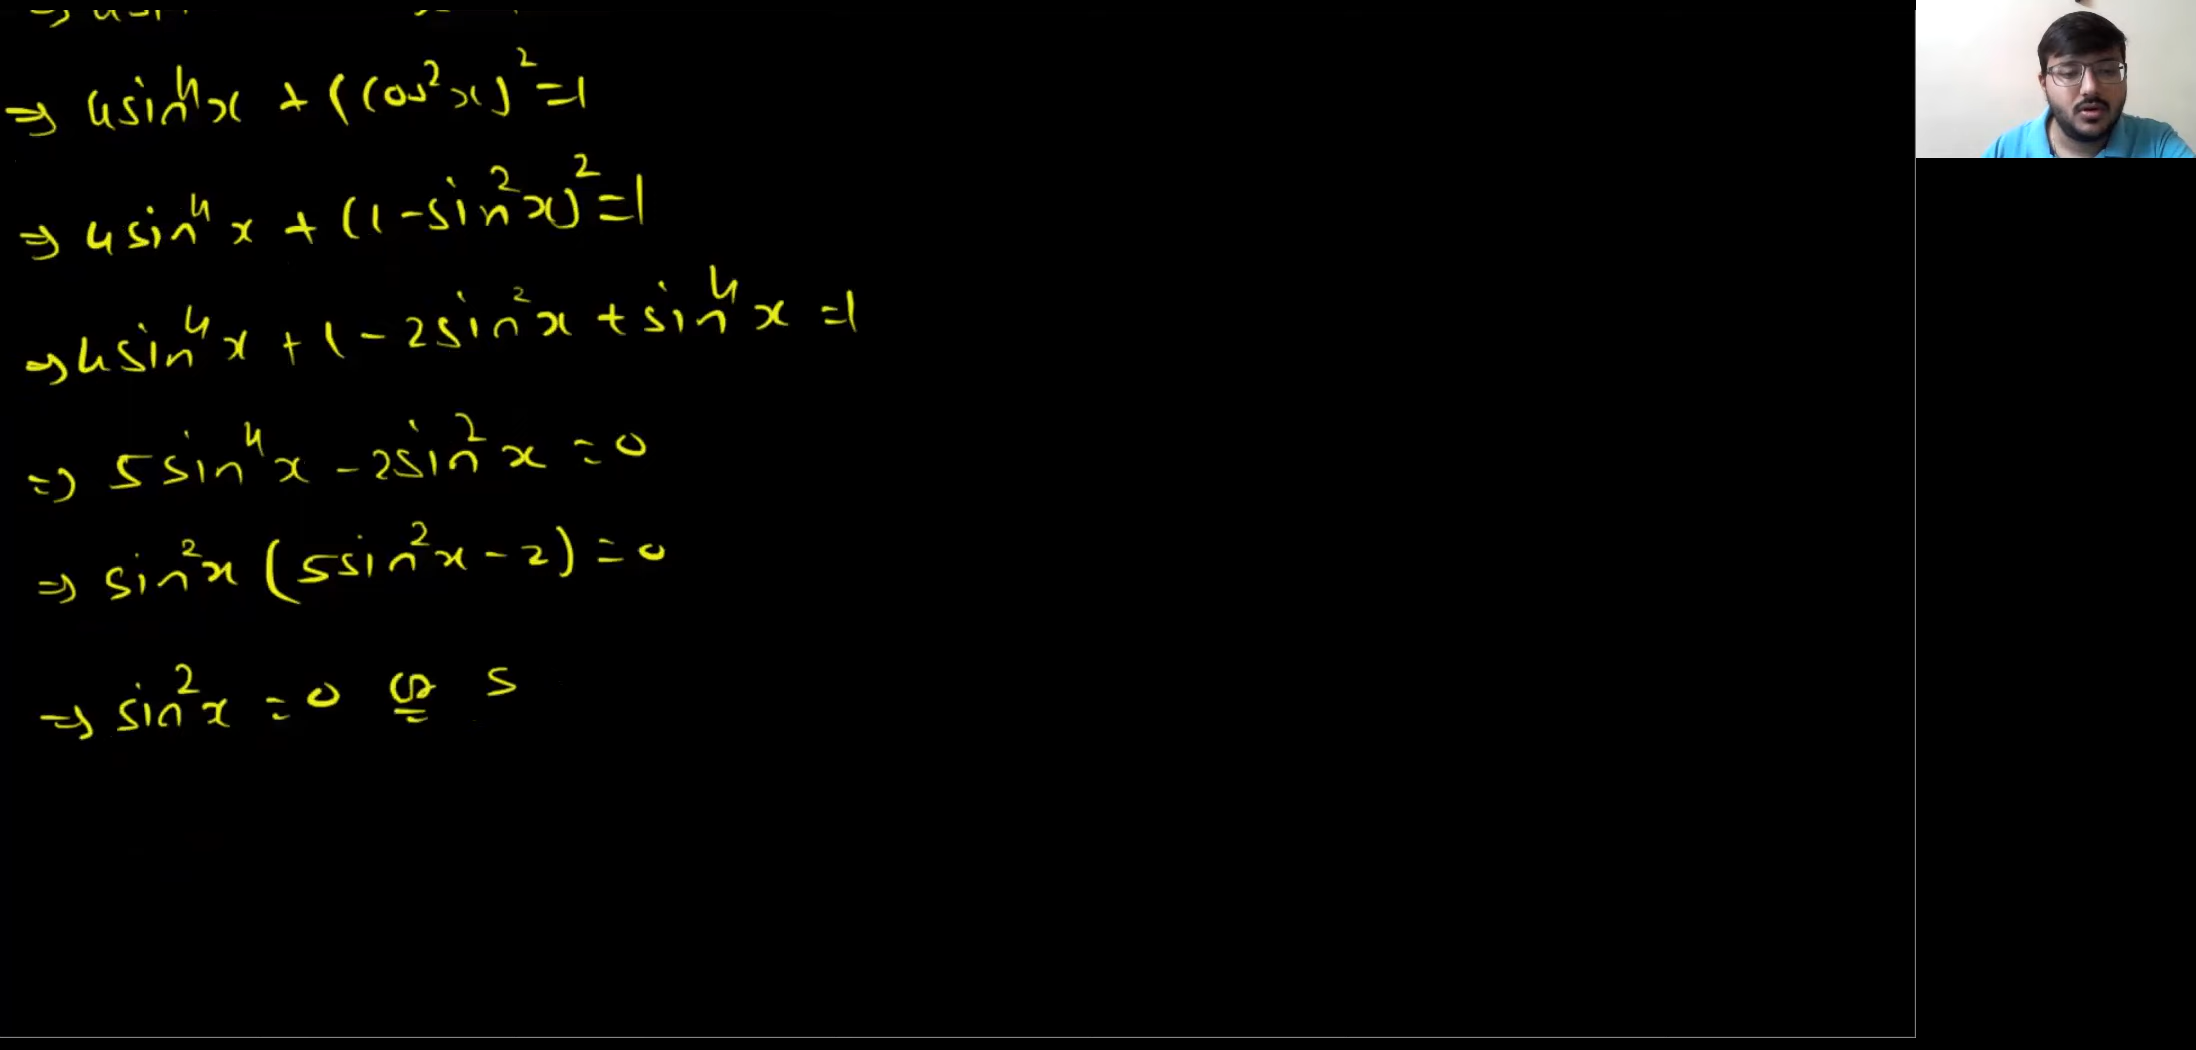 ⇒ 4sin⁴x + (cos²x)² = 1
⇒ 4sin⁴x + (1-sin²x)² = 1
⇒ 4sin⁴x + 1 - 2sin²x + sin⁴x = 1
⇒ 5sin⁴x - 2sin²x = 0
⇒ sin²x (5sin²x - 2) = 0
⇒ sin²x = 0 or 5